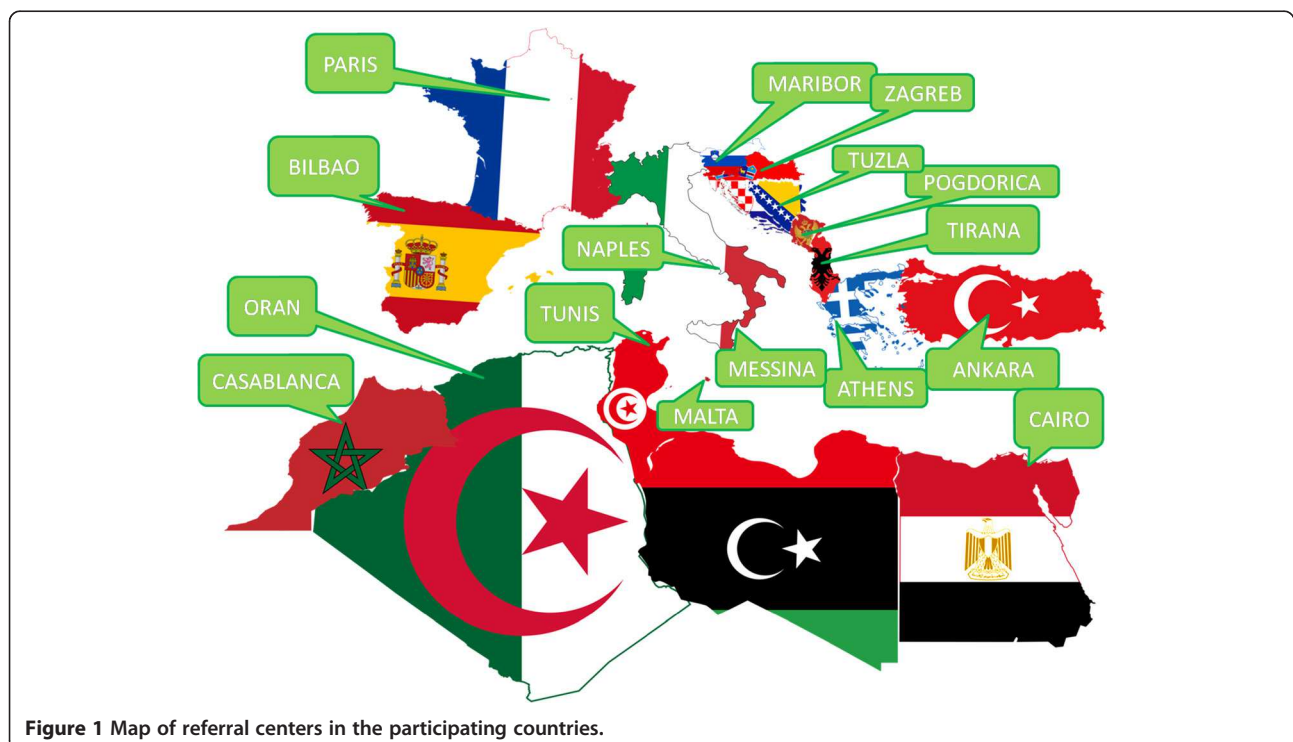 PARIS
MARIBOR
ZAGREB
BILBAO
TUZLA
POGDORICA
TIRANA
NAPLES
ORAN
TUNIS
CASABLANCA
MESSINA
ATHENS
ANKARA
MALTA
CAIRO
Figure 1 Map of referral centers in the participating countries.